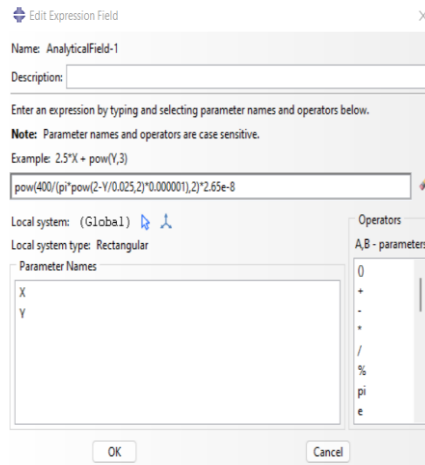 Edit Expression Field
Name: AnalyticalField-1
Description:
Enter an expression by typing and selecting parameter names and operators below.
Note: Parameter names and operators are case sensitive.
Example: 2.5*X + pow(Y,3)
pow(400/(pi*pow(2-Y/0.025,2)*0.000001),2)*2.65e-8
Local system: (Global)
Local system type: Rectangular
Parameter Names
X
Y
Operators
A,B - parameters
()
+
-
*
/
%
pi
e
OK
Cancel